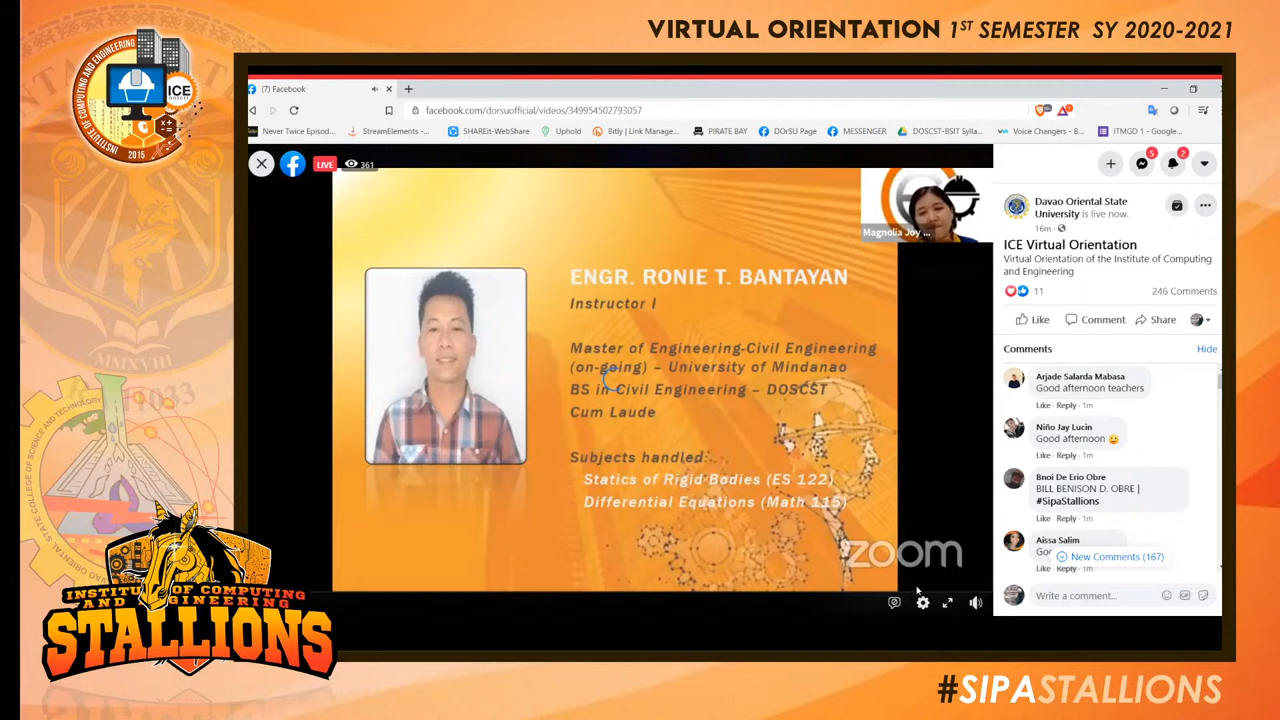 VIRTUAL ORIENTATION 1ST SEMESTER SY 2020-2021
INSTITUTE OF COMPUTING AND ENGINEERING
ICE
DOSCST
2015
(7) Facebook
facebook.com/dorsuofficial/videos/349954502793057
Never Twice Episod...
StreamElements -...
SHAREit-WebShare
Uphold
Bitly | Link Manage...
PIRATE BAY
DOrSU Page
MESSENGER
DOSCST-BSIT Sylla...
Voice Changers - B...
ITMGD 1 - Google...
LIVE
361
Magnolia Joy ...
ENGR. RONIE T. BANTAYAN
Instructor I
Master of Engineering-Civil Engineering
(on-going) – University of Mindanao
BS in Civil Engineering – DOSCST
Cum Laude
Subjects handled:
Statics of Rigid Bodies (ES 122)
Differential Equations (Math 115)
zoom
5
2
Davao Oriental State
University is live now.
16m
ICE Virtual Orientation
Virtual Orientation of the Institute of Computing
and Engineering
11
246 Comments
Like
Comment
Share
Comments
Hide
Arjade Salarda Mabasa
Good afternoon teachers
Like · Reply · 1m
Niño Jay Lucin
Good afternoon 😀
Like · Reply · 1m
Bnoi De Erio Obre
BILL BENISON D. OBRE |
#SipaStallions
Like · Reply · 1m
Aissa Salim
New Comments (167)
Like · Reply · 1m
Write a comment...
GIF
MMXVIII
INSTITUTE OF COMPUTING
AND ENGINEERING
STALLIONS
#SIPASTALLIONS